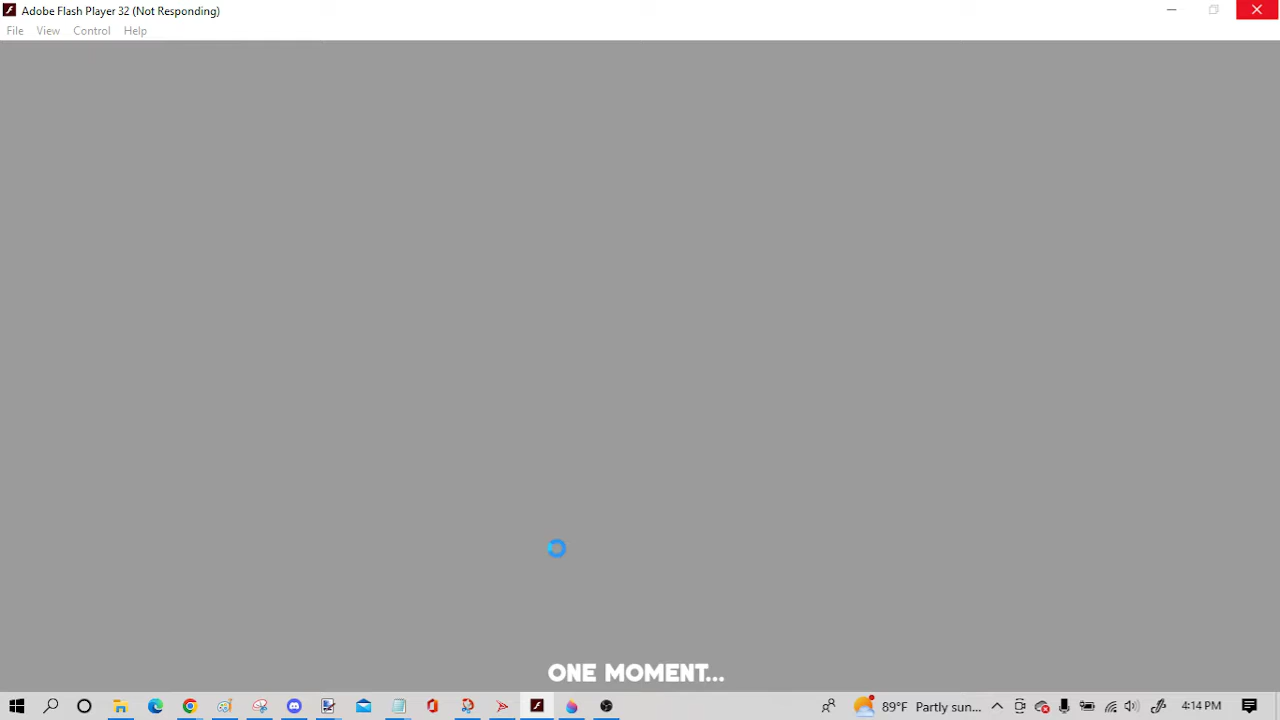 Adobe Flash Player 32 (Not Responding)
File View Control Help
ONE MOMENT...
89°F Partly sun... 4:14 PM